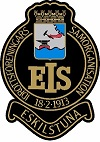 IDROTTSFÖRENINGARS SAMORGANISATION
EIS
18-2-1913
ESKILSTUNA